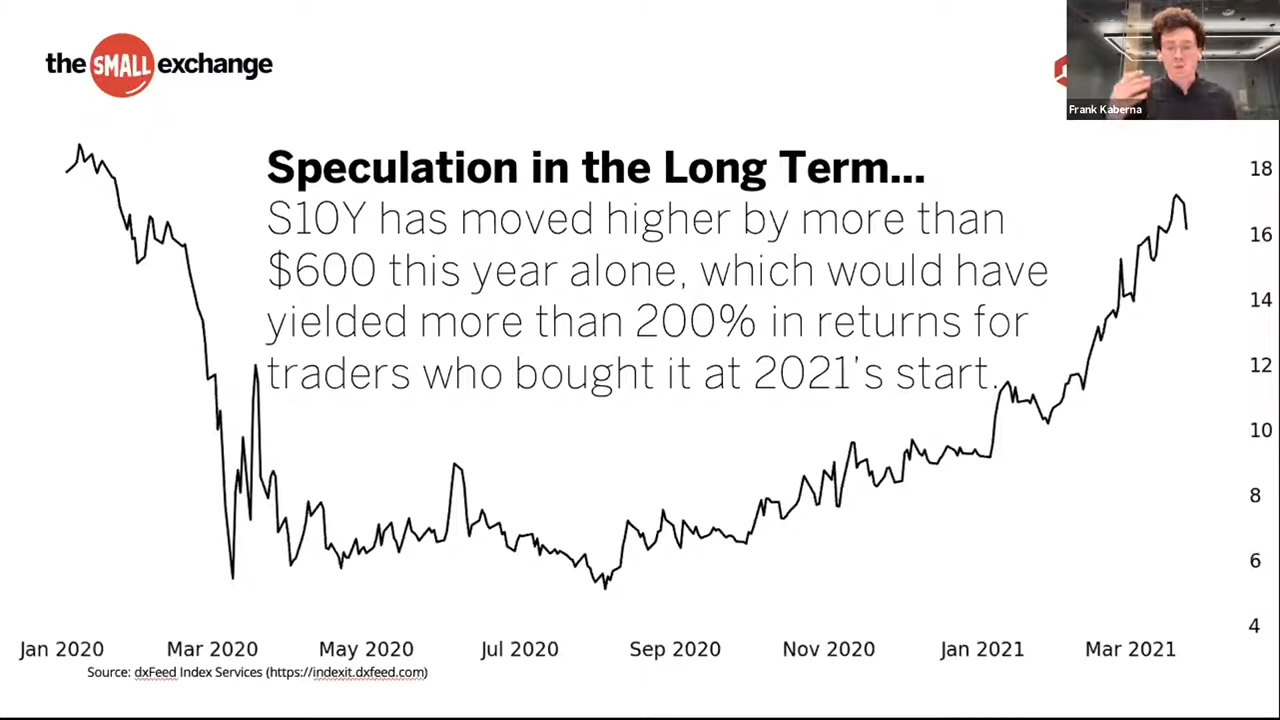 the SMALL exchange
Frank Kaberna
Speculation in the Long Term...
S10Y has moved higher by more than
$600 this year alone, which would have
yielded more than 200% in returns for
traders who bought it at 2021's start.
18
16
14
12
10
8
6
4
Jan 2020 Mar 2020 May 2020 Jul 2020 Sep 2020 Nov 2020 Jan 2021 Mar 2021
Source: dxFeed Index Services (https://indexit.dxfeed.com)